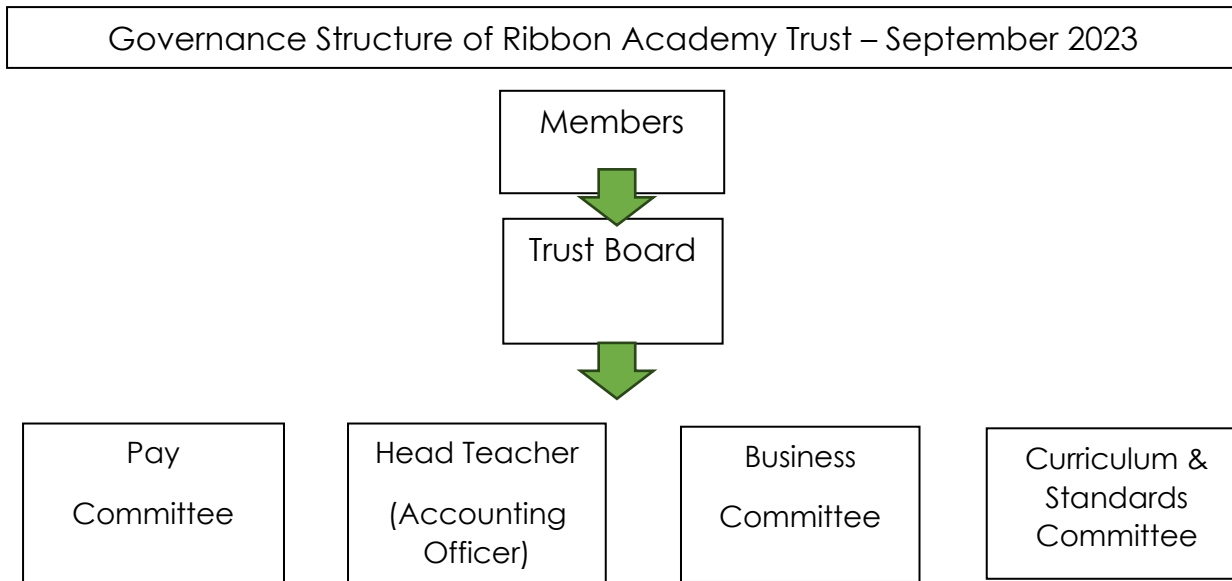 Governance Structure of Ribbon Academy Trust – September 2023
Members
Trust Board
Pay
Committee
Head Teacher
(Accounting
Officer)
Business
Committee
Curriculum &
Standards
Committee